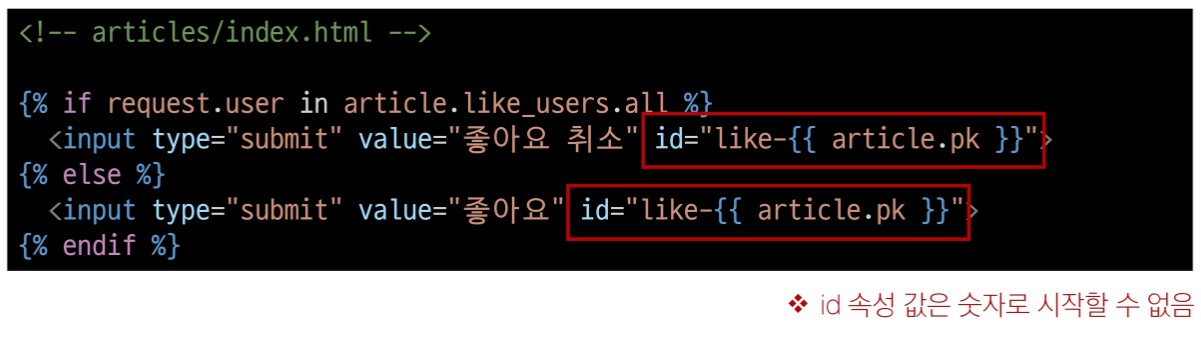 <!-- articles/index.html -->
{% if request.user in article.like_users.all %}
<input type="submit" value="좋아요 취소" id="like-{{ article.pk }}">
{% else %}
<input type="submit" value="좋아요" id="like-{{ article.pk }}">
{% endif %}
❖ id 속성 값은 숫자로 시작할 수 없음